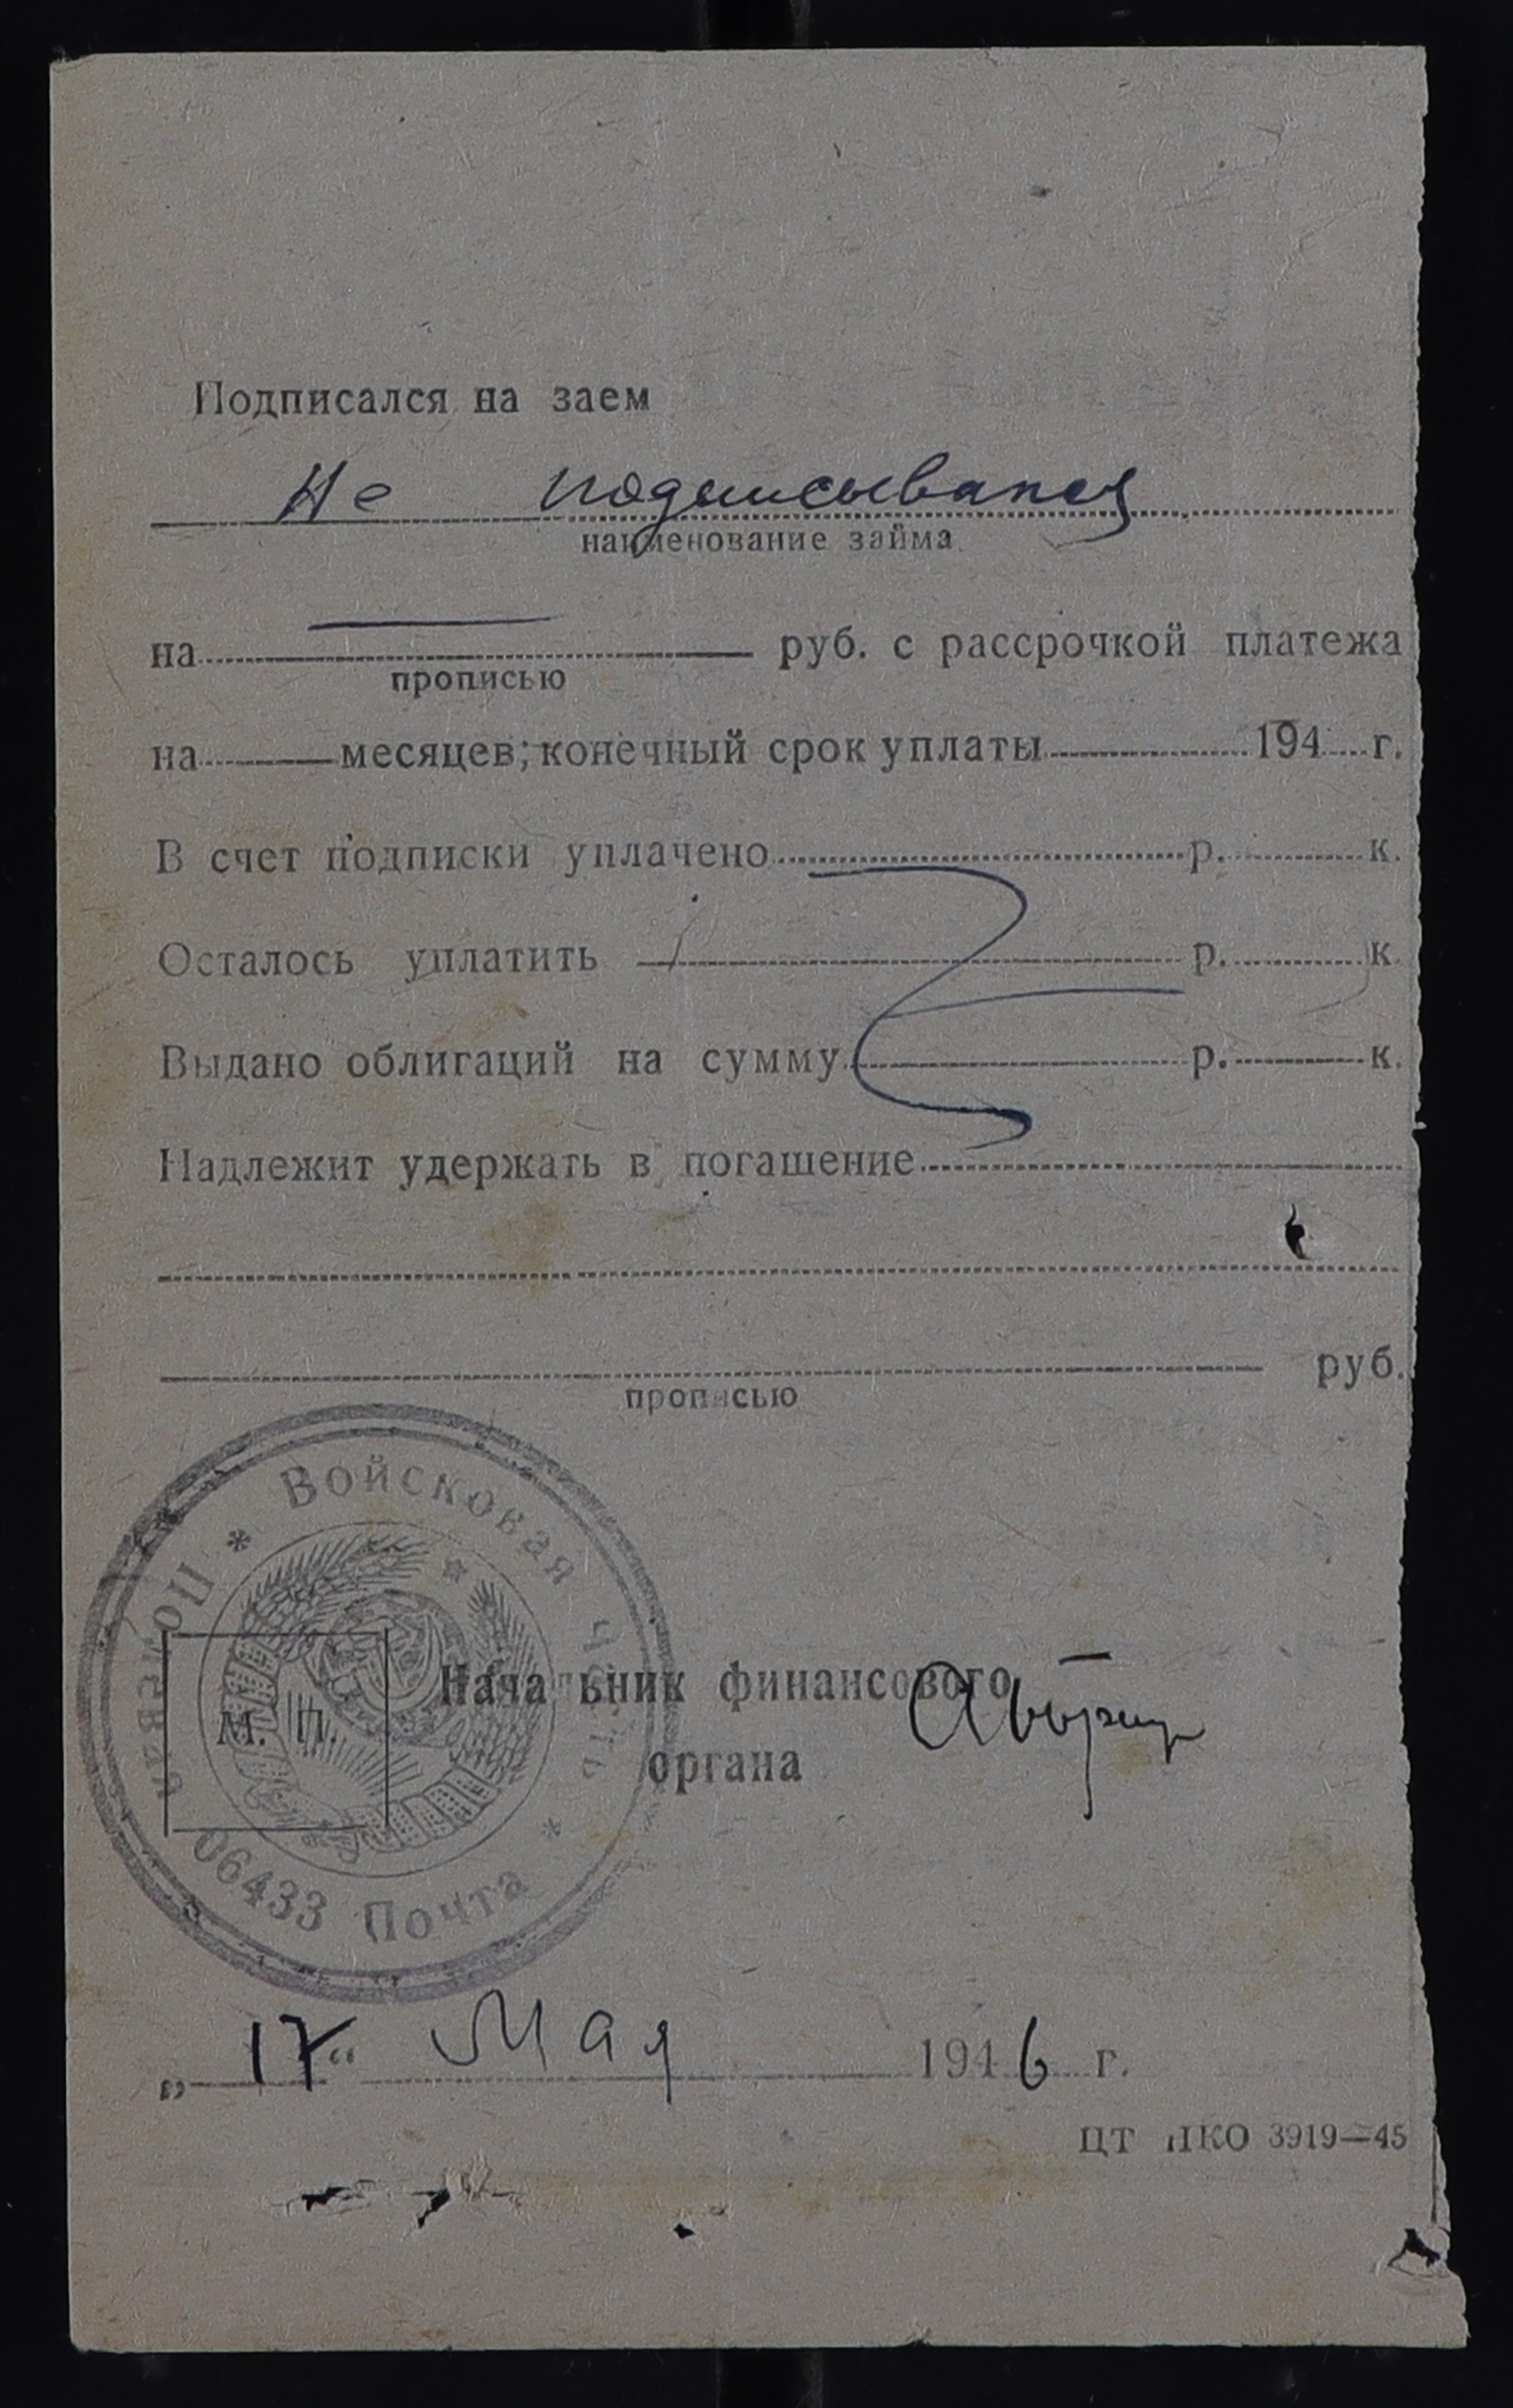 Подписался на заем
Не подписывался
наименование займа
на руб. с рассрочкой платежа
прописью
на месяцев; конечный срок уплаты 194 г.
В счет подписки уплачено р. к.
Осталось уплатить р. к.
Выдано облигаций на сумму р. к.
Надлежит удержать в погашение
руб.
прописью
Войсковая часть
Полевая
06433 Почта
М. П.
Начальник финансового
органа
„17“ Мая 1946 г.
ЦТ НКО 3919—45